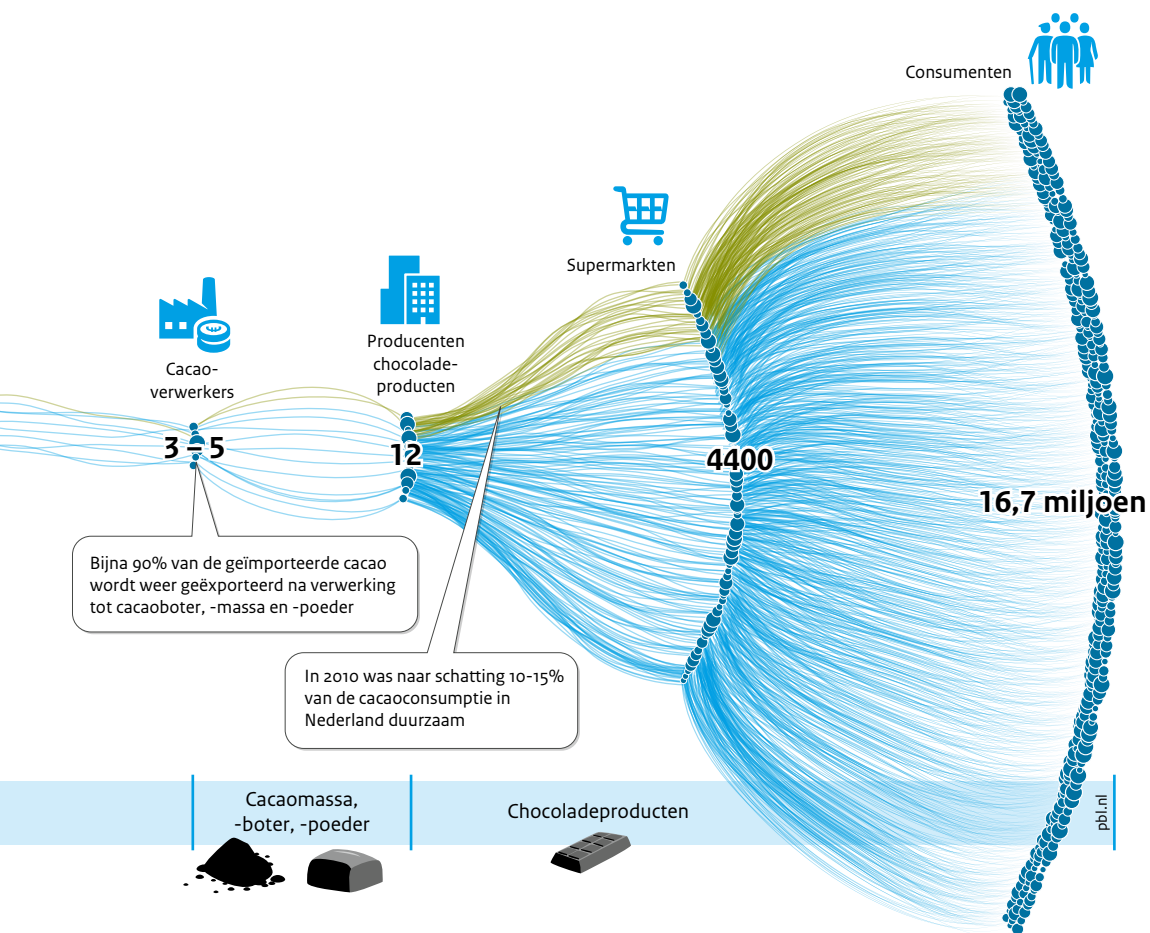 Consumenten
Supermarkten
Producenten
chocolade-
producten
Cacao-
verwerkers
3 – 5
12
4400
16,7 miljoen
Bijna 90% van de geïmporteerde cacao
wordt weer geëxporteerd na verwerking
tot cacaoboter, -massa en -poeder
In 2010 was naar schatting 10-15%
van de cacaoconsumptie in
Nederland duurzaam
Cacaomassa,
-boter, -poeder
Chocoladeproducten
pbl.nl